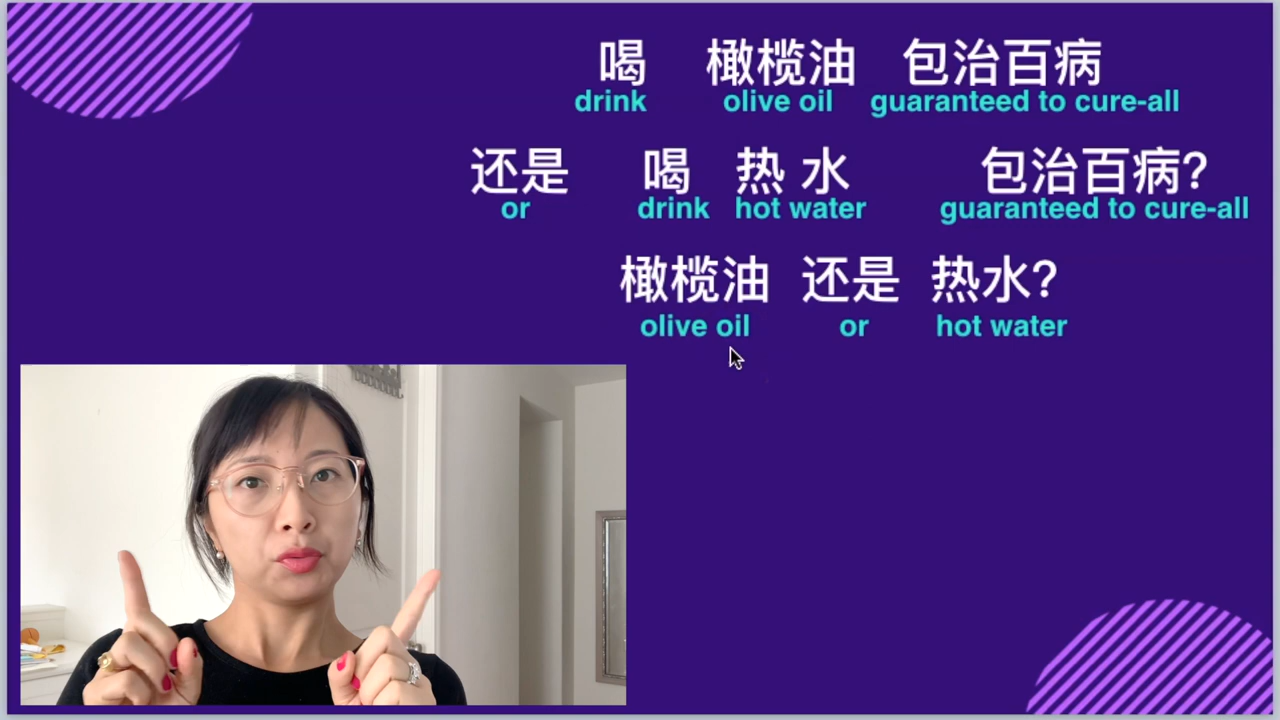 喝 橄榄油 包治百病
drink olive oil guaranteed to cure-all
还是 喝 热 水 包治百病?
or drink hot water guaranteed to cure-all
橄榄油 还是 热水?
olive oil or hot water